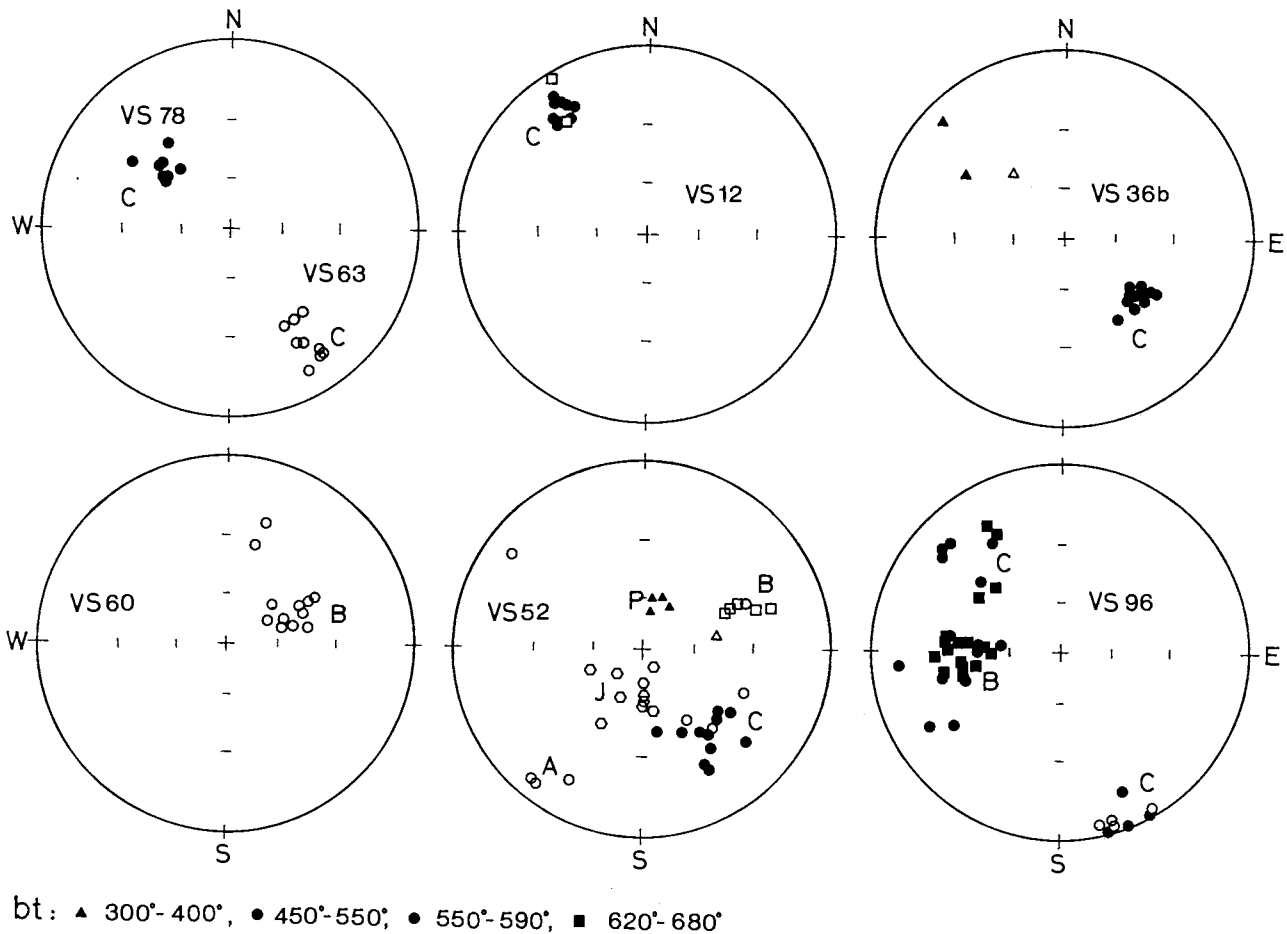 N N N
VS 78 C W VS 63 C
C VS 12
VS 36b E C
VS 60 W B S
P B VS 52 J C A S
C VS 96 E B C S
bt: ▲ 300°-400°, ● 450°-550°, ● 550°-590°, ■ 620°-680°